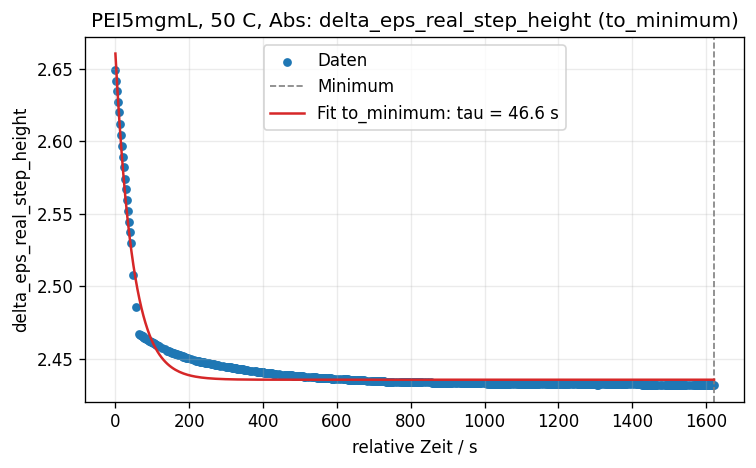 PEI5mgmL, 50 C, Abs: delta_eps_real_step_height (to_minimum)
Daten
Minimum
Fit to_minimum: tau = 46.6 s
delta_eps_real_step_height
2.65
2.60
2.55
2.50
2.45
0 200 400 600 800 1000 1200 1400 1600
relative Zeit / s